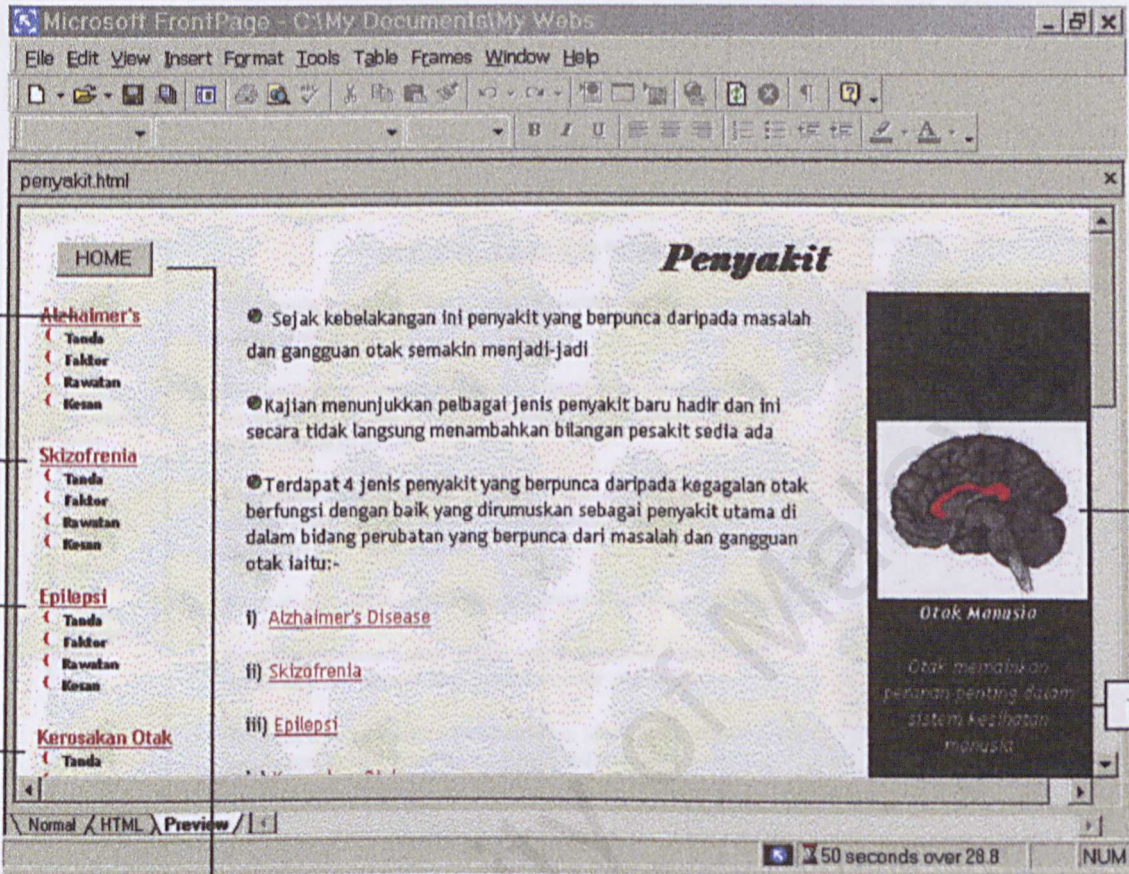 Microsoft FrontPage - C:\My Documents\My Webs
File Edit View Insert Format Tools Table Frames Window Help
B I U
A
penyakit.html
HOME
Penyakit
Alzhaimer's
Tanda
Faktor
Rawatan
Kesan
Skizofrenia
Tanda
Faktor
Rawatan
Kesan
Epilepsi
Tanda
Faktor
Rawatan
Kesan
Kerosakan Otak
Tanda
Sejak kebelakangan ini penyakit yang berpunca daripada masalah
dan gangguan otak semakin menjadi-jadi
Kajian menunjukkan pelbagai jenis penyakit baru hadir dan ini
secara tidak langsung menambahkan bilangan pesakit sedia ada
Terdapat 4 jenis penyakit yang berpunca daripada kegagalan otak
berfungsi dengan baik yang dirumuskan sebagai penyakit utama di
dalam bidang perubatan yang berpunca dari masalah dan gangguan
otak iaitu:-
i) Alzhaimer's Disease
ii) Skizofrenia
iii) Epilepsi
Otak Manusia
Otak memainkan
peranan penting dalam
sistem kesihatan
manusia
Normal HTML Preview
50 seconds over 28.8 NUM